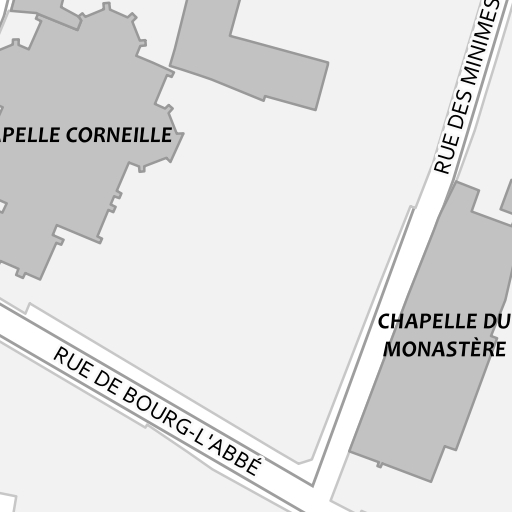 RUE DES MINIMES
APELLE CORNEILLE
CHAPELLE DU
MONASTÈRE
RUE DE BOURG-L'ABBÉ